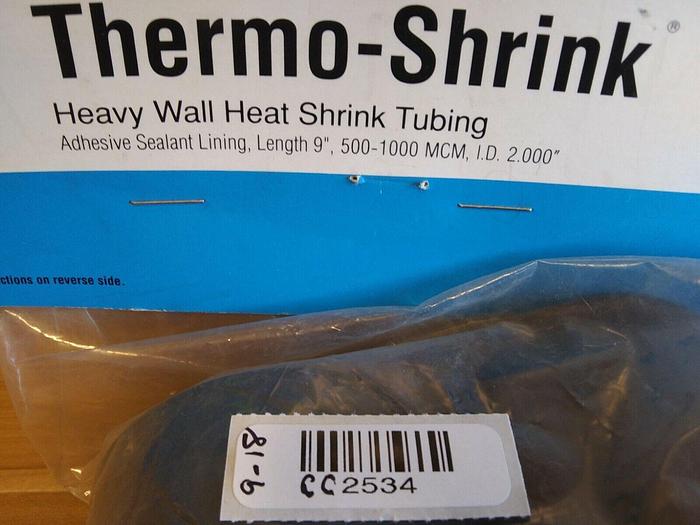 Thermo-Shrink®
Heavy Wall Heat Shrink Tubing
Adhesive Sealant Lining, Length 9", 500-1000 MCM, I.D. 2.000"
ctions on reverse side.
9-18
CC2534